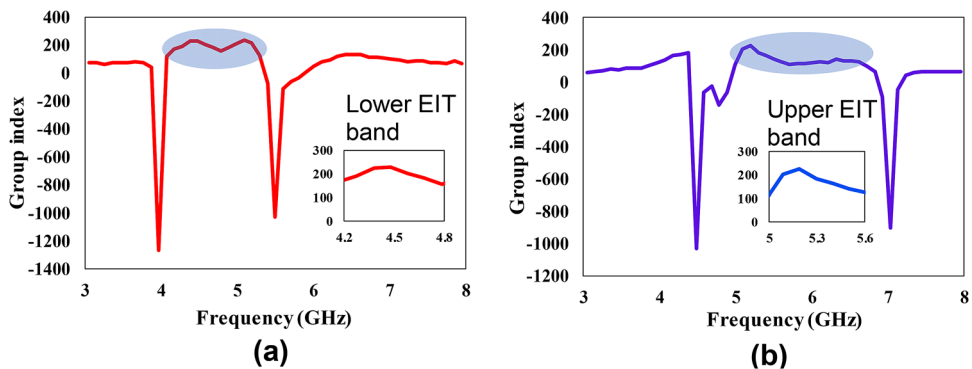 400
200
0
-200
-400
-600
-800
-1000
-1200
-1400
Group index
Lower EIT
band
300
200
100
0
4.2 4.5 4.8
3 4 5 6 7 8
Frequency (GHz)
(a)
400
200
0
-200
-400
-600
-800
-1000
-1200
Group index
Upper EIT
band
300
200
100
0
5 5.3 5.6
3 4 5 6 7 8
Frequency (GHz)
(b)